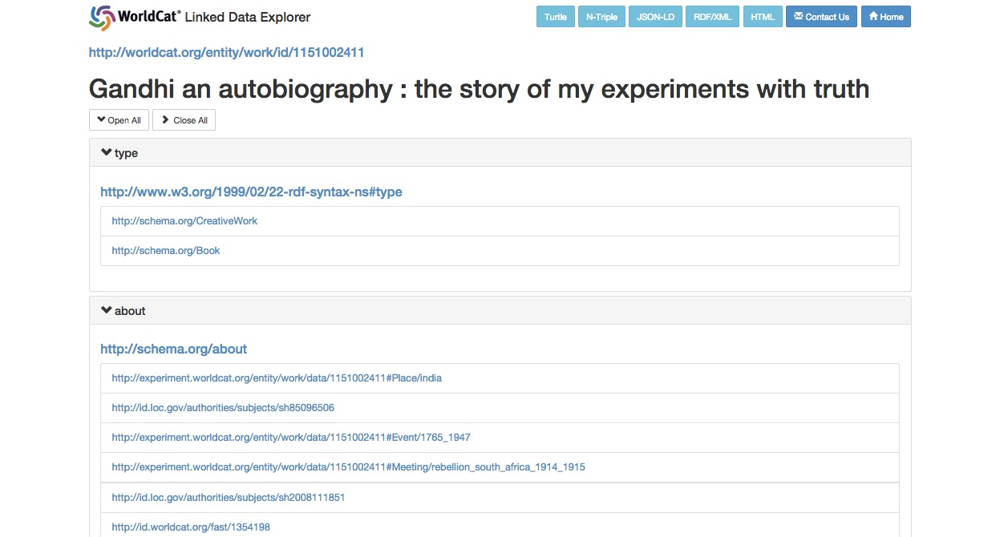 WorldCat® Linked Data Explorer
Turtle N-Triple JSON-LD RDF/XML HTML Contact Us Home
http://worldcat.org/entity/work/id/1151002411
Gandhi an autobiography : the story of my experiments with truth
Open All Close All
type
http://www.w3.org/1999/02/22-rdf-syntax-ns#type
http://schema.org/CreativeWork
http://schema.org/Book
about
http://schema.org/about
http://experiment.worldcat.org/entity/work/data/1151002411#Place/india
http://id.loc.gov/authorities/subjects/sh85096506
http://experiment.worldcat.org/entity/work/data/1151002411#Event/1765_1947
http://experiment.worldcat.org/entity/work/data/1151002411#Meeting/rebellion_south_africa_1914_1915
http://id.loc.gov/authorities/subjects/sh2008111851
http://id.worldcat.org/fast/1354198